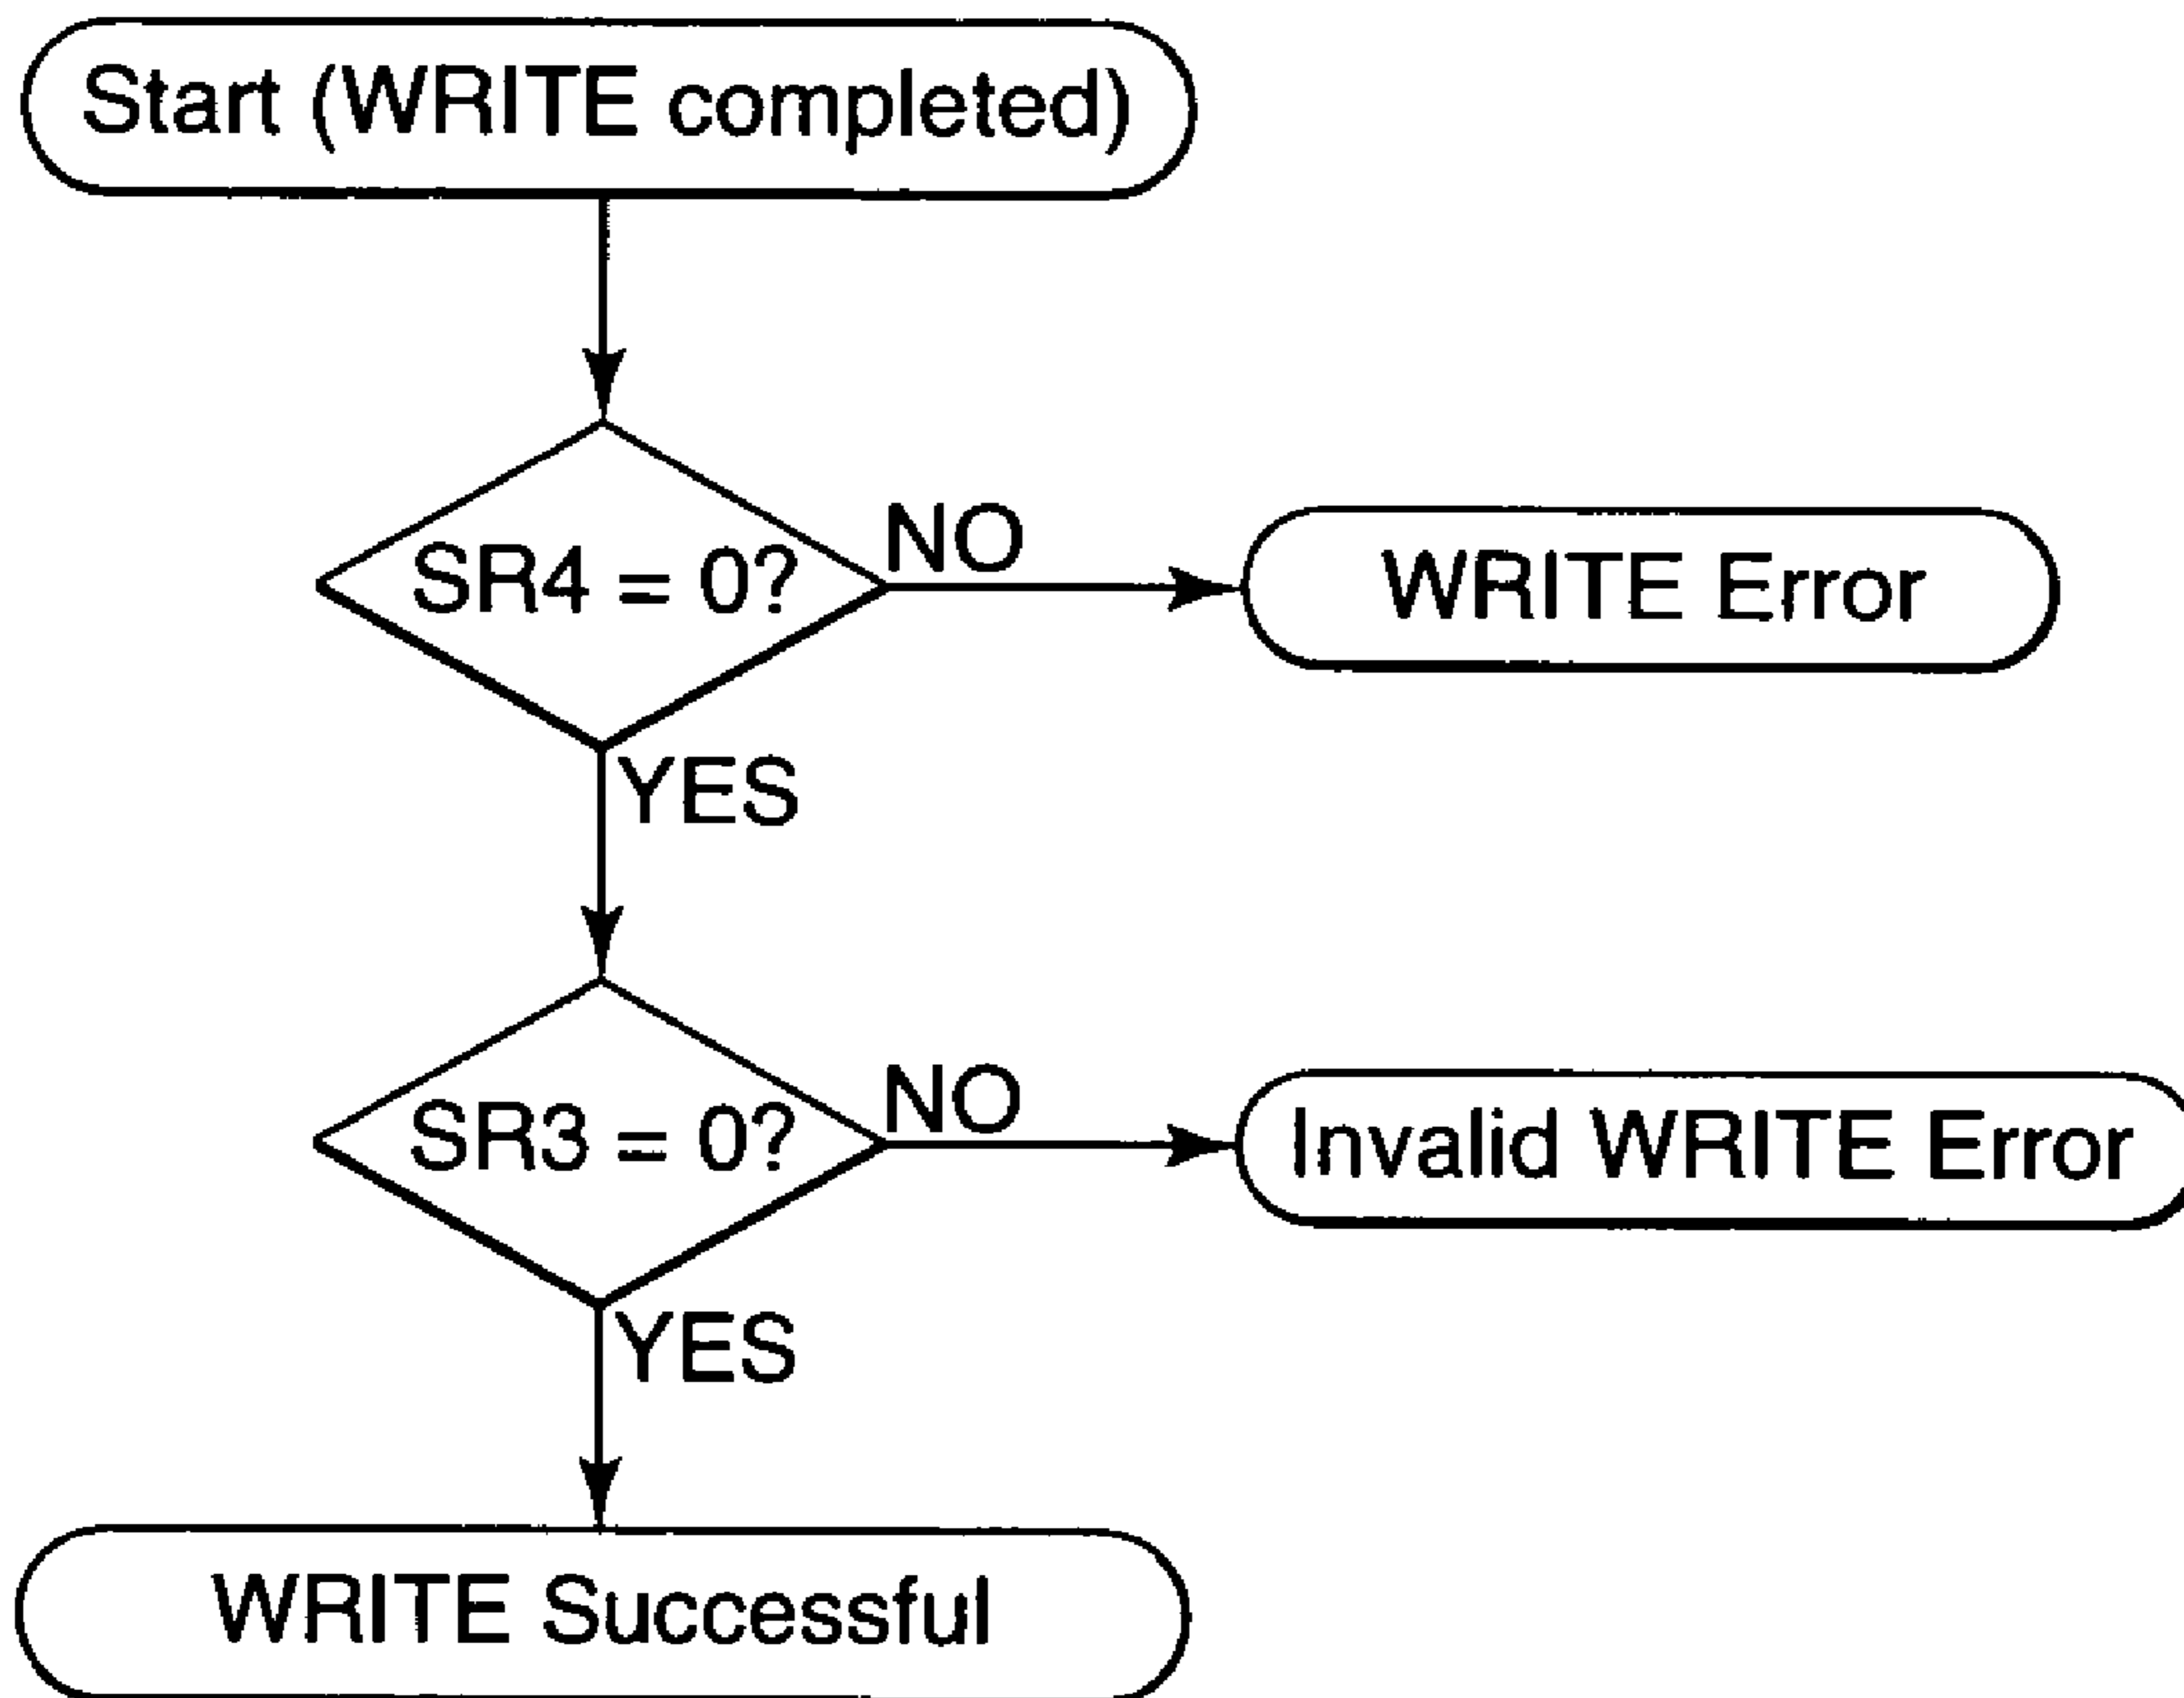 Start (WRITE completed)
SR4 = 0?
NO
WRITE Error
YES
SR3 = 0?
NO
Invalid WRITE Error
YES
WRITE Successful